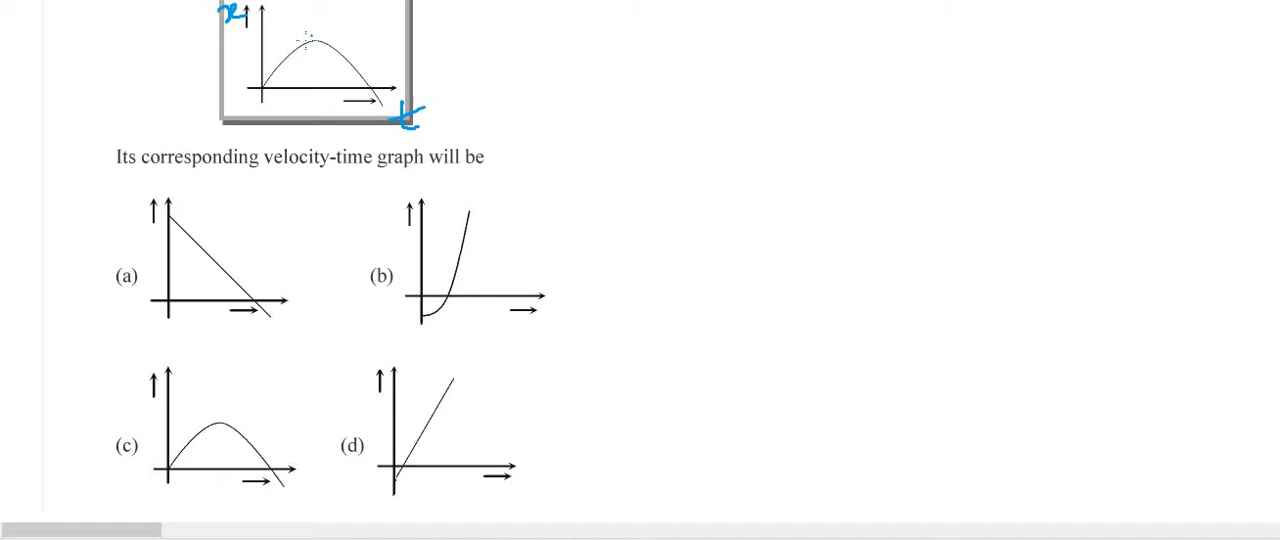 x
t
Its corresponding velocity-time graph will be
(a)
(b)
(c)
(d)